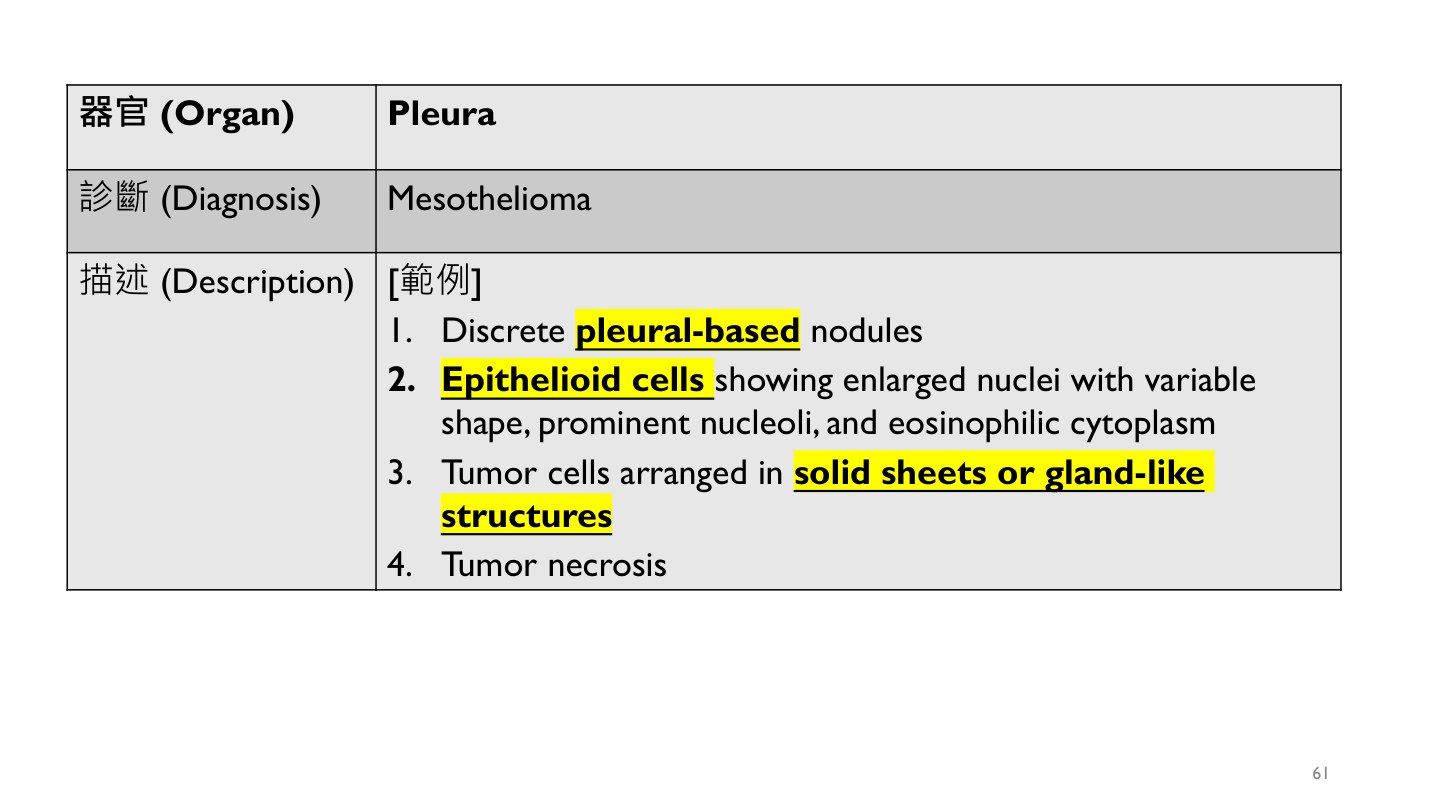 器官 (Organ)
Pleura
診斷 (Diagnosis)
Mesothelioma
描述 (Description)
[範例]
1. Discrete pleural-based nodules
2. Epithelioid cells showing enlarged nuclei with variable
shape, prominent nucleoli, and eosinophilic cytoplasm
3. Tumor cells arranged in solid sheets or gland-like
structures
4. Tumor necrosis
61